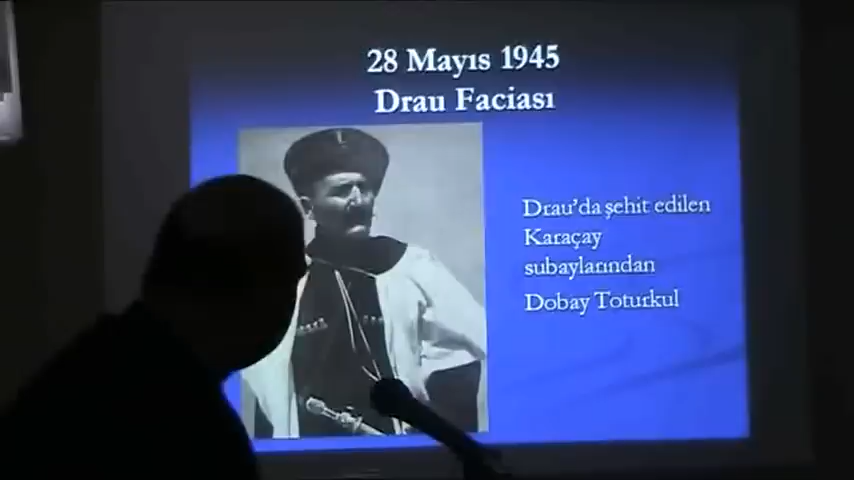 28 Mayıs 1945
Drau Faciası
Drau'da şehit edilen
Karaçay
subaylarından
Dobay Toturkul